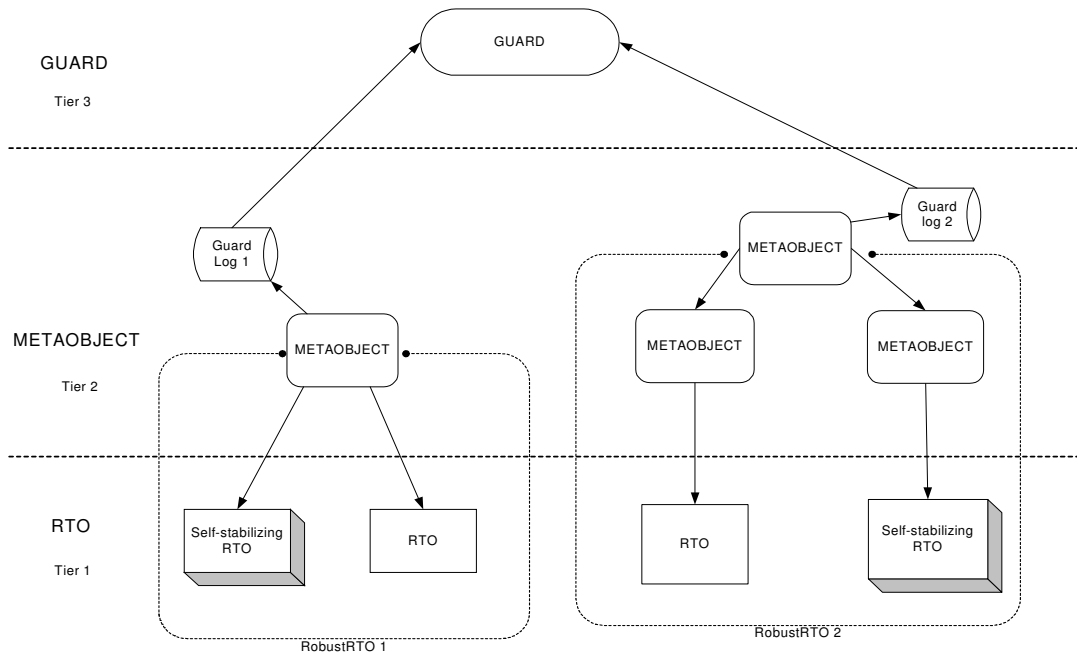 GUARD
GUARD
Tier 3
Guard
log 2
METAOBJECT
Guard
Log 1
METAOBJECT
METAOBJECT
METAOBJECT
METAOBJECT
Tier 2
RTO
Tier 1
Self-stabilizing
RTO
RTO
RTO
Self-stabilizing
RTO
RobustRTO 1
RobustRTO 2